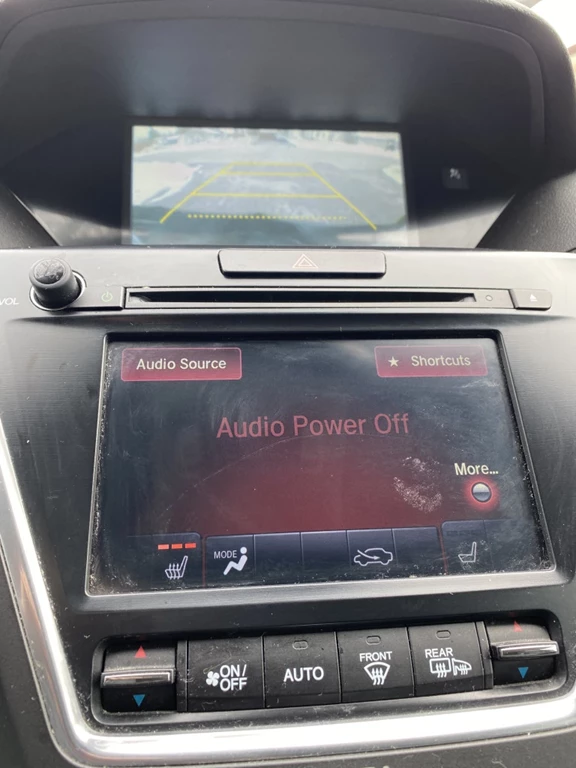 VOL
Audio Source
★ Shortcuts
Audio Power Off
More...
MODE
ON/
OFF
AUTO
FRONT
REAR